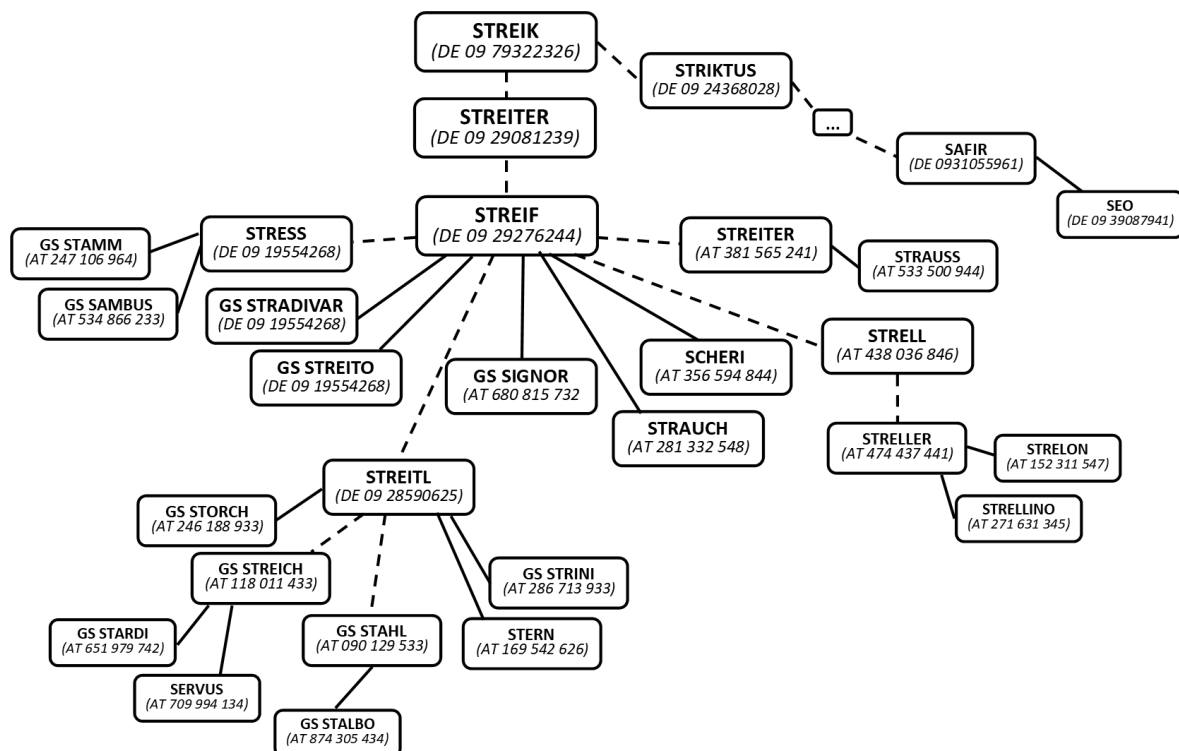 STREIK
(DE 09 79322326)
STRIKTUS
(DE 09 24368028)
STREITER
(DE 09 29081239)
...
SAFIR
(DE 0931055961)
SEO
(DE 09 39087941)
STREIF
(DE 09 29276244)
STRESS
(DE 09 19554268)
GS STAMM
(AT 247 106 964)
STREITER
(AT 381 565 241)
STRAUSS
(AT 533 500 944)
GS SAMBUS
(AT 534 866 233)
GS STRADIVAR
(DE 09 19554268)
STRELL
(AT 438 036 846)
GS STREITO
(DE 09 19554268)
GS SIGNOR
(AT 680 815 732
SCHERI
(AT 356 594 844)
STRAUCH
(AT 281 332 548)
STRELLER
(AT 474 437 441)
STRELON
(AT 152 311 547)
STREITL
(DE 09 28590625)
GS STORCH
(AT 246 188 933)
STRELLINO
(AT 271 631 345)
GS STREICH
(AT 118 011 433)
GS STRINI
(AT 286 713 933)
GS STARDI
(AT 651 979 742)
GS STAHL
(AT 090 129 533)
STERN
(AT 169 542 626)
SERVUS
(AT 709 994 134)
GS STALBO
(AT 874 305 434)